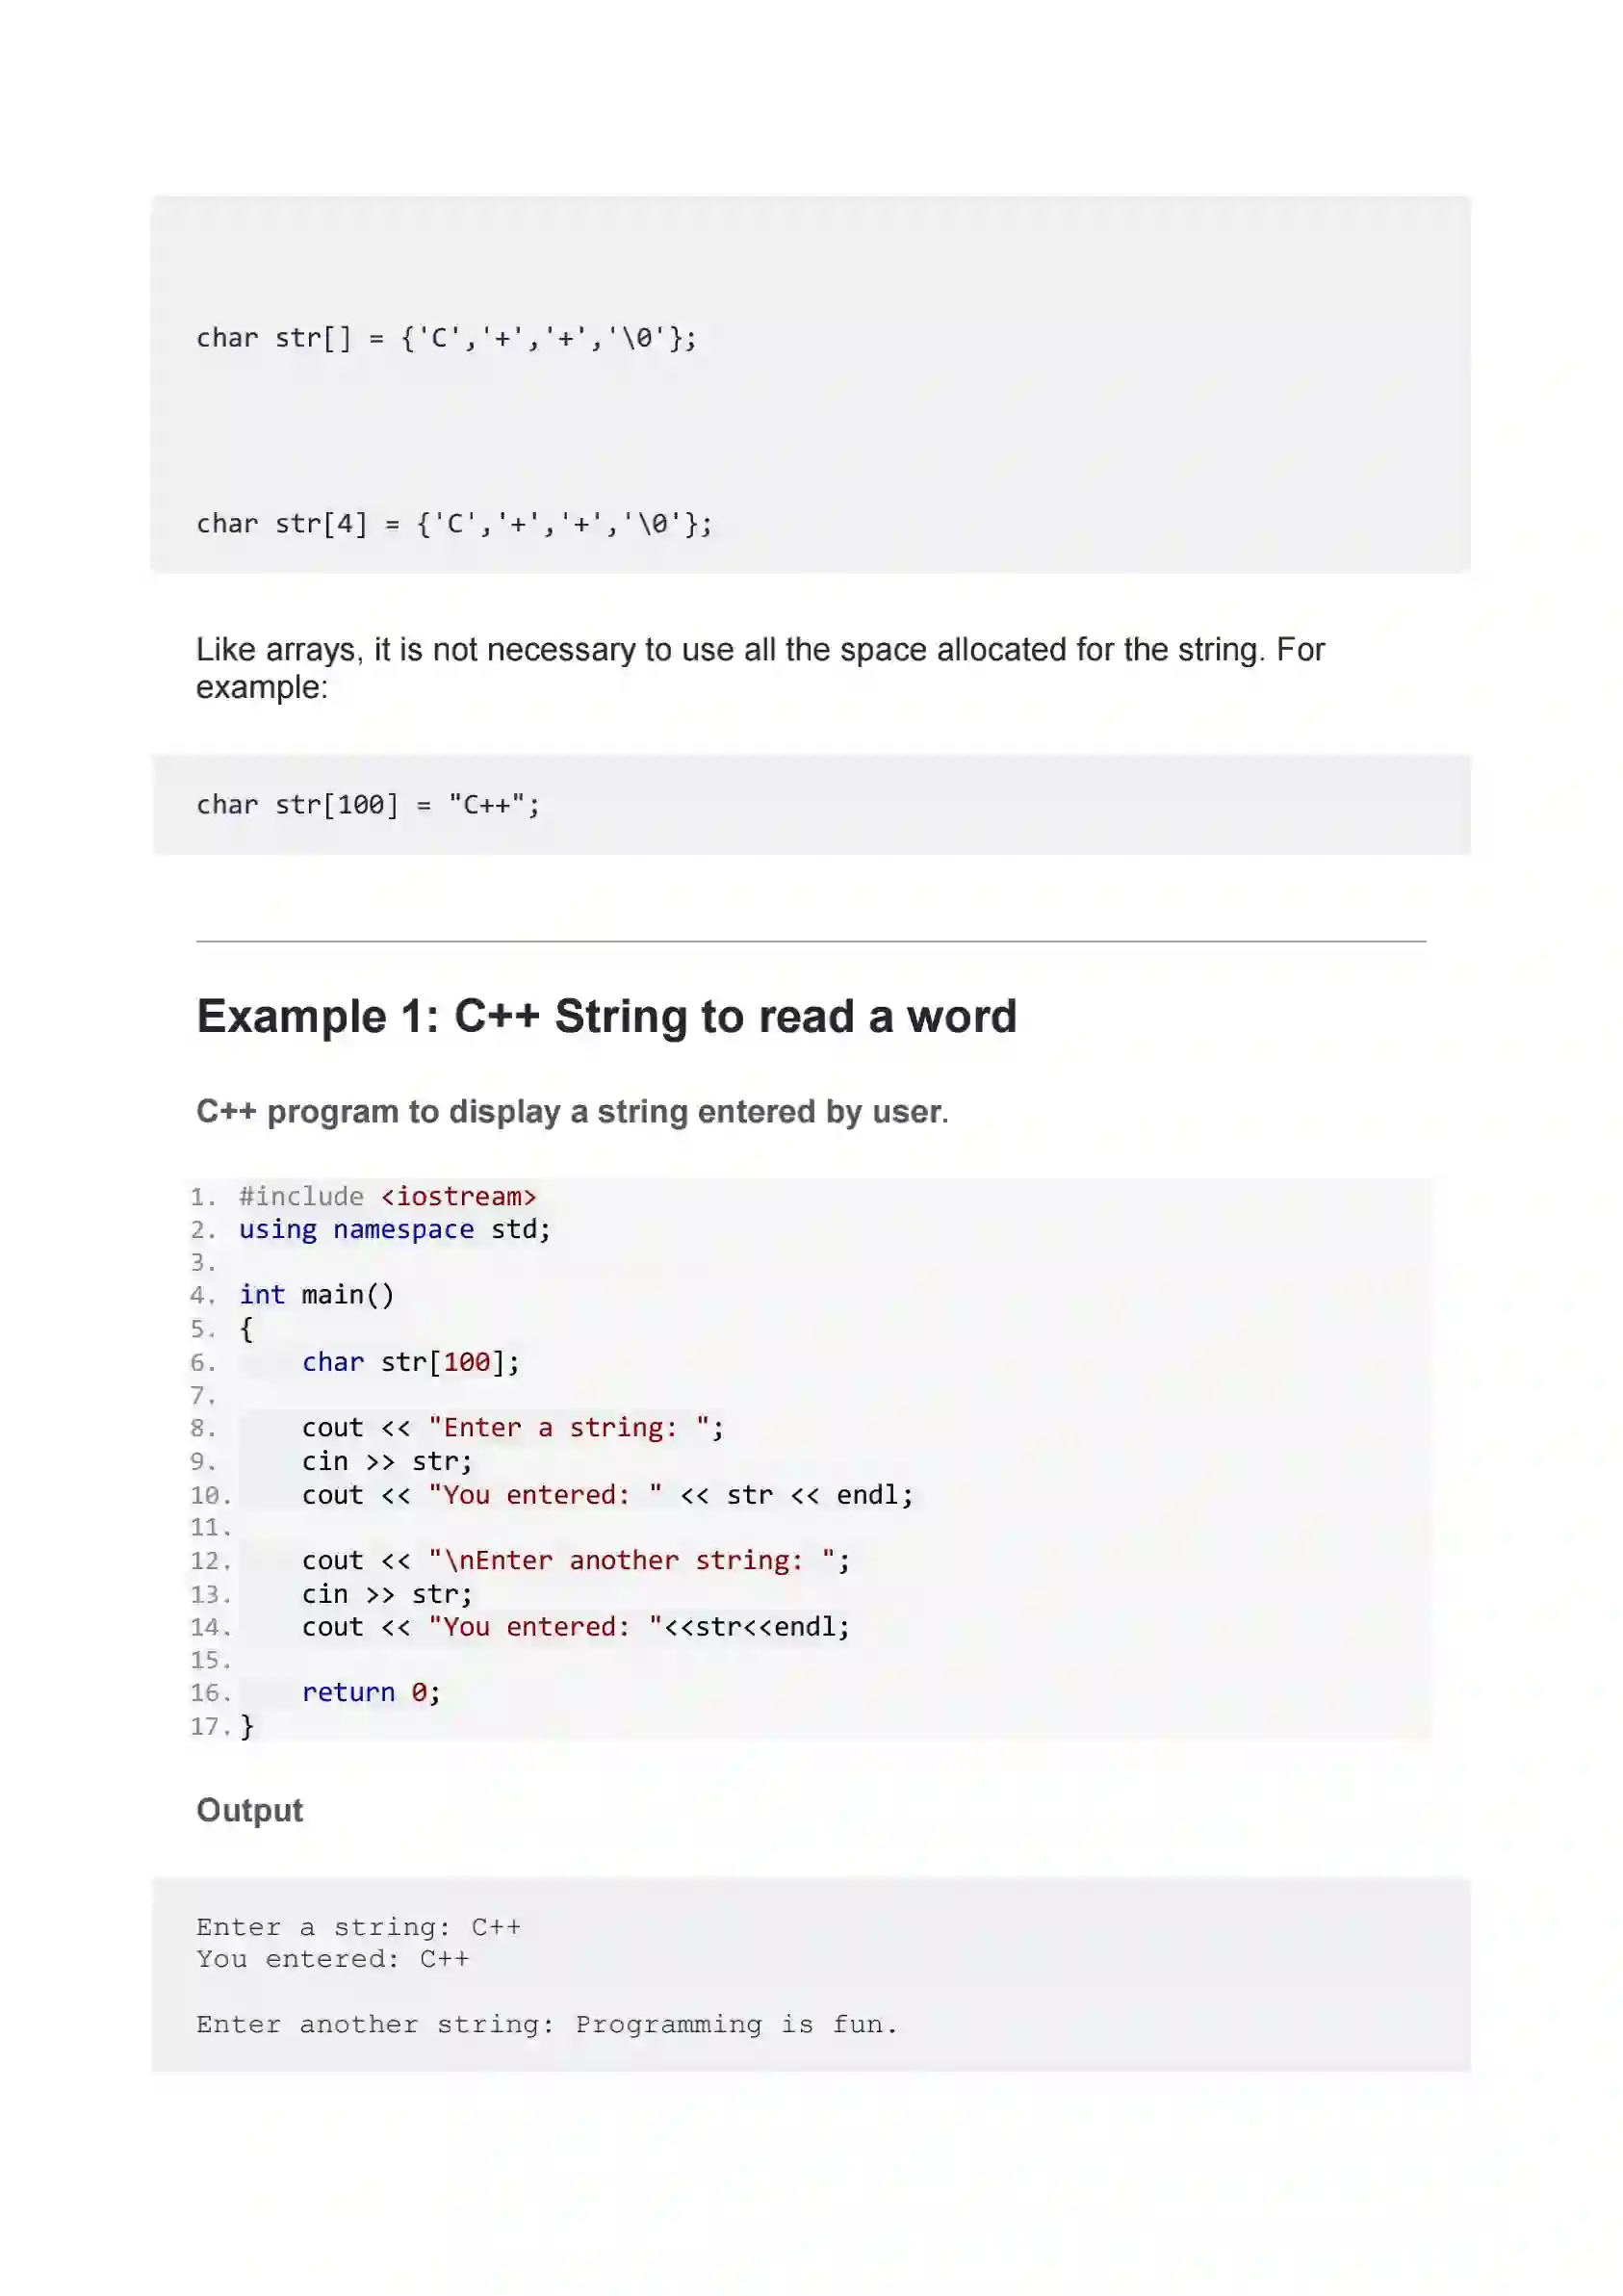 char str[] = {'C','+','+','\0'};
char str[4] = {'C','+','+','\0'};
Like arrays, it is not necessary to use all the space allocated for the string. For
example:
char str[100] = "C++";
Example 1: C++ String to read a word
C++ program to display a string entered by user.
1. #include <iostream>
2. using namespace std;
3.
4. int main()
5. {
6.     char str[100];
7.
8.     cout << "Enter a string: ";
9.     cin >> str;
10.     cout << "You entered: " << str << endl;
11.
12.     cout << "\nEnter another string: ";
13.     cin >> str;
14.     cout << "You entered: "<<str<<endl;
15.
16.     return 0;
17. }
Output
Enter a string: C++
You entered: C++
Enter another string: Programming is fun.